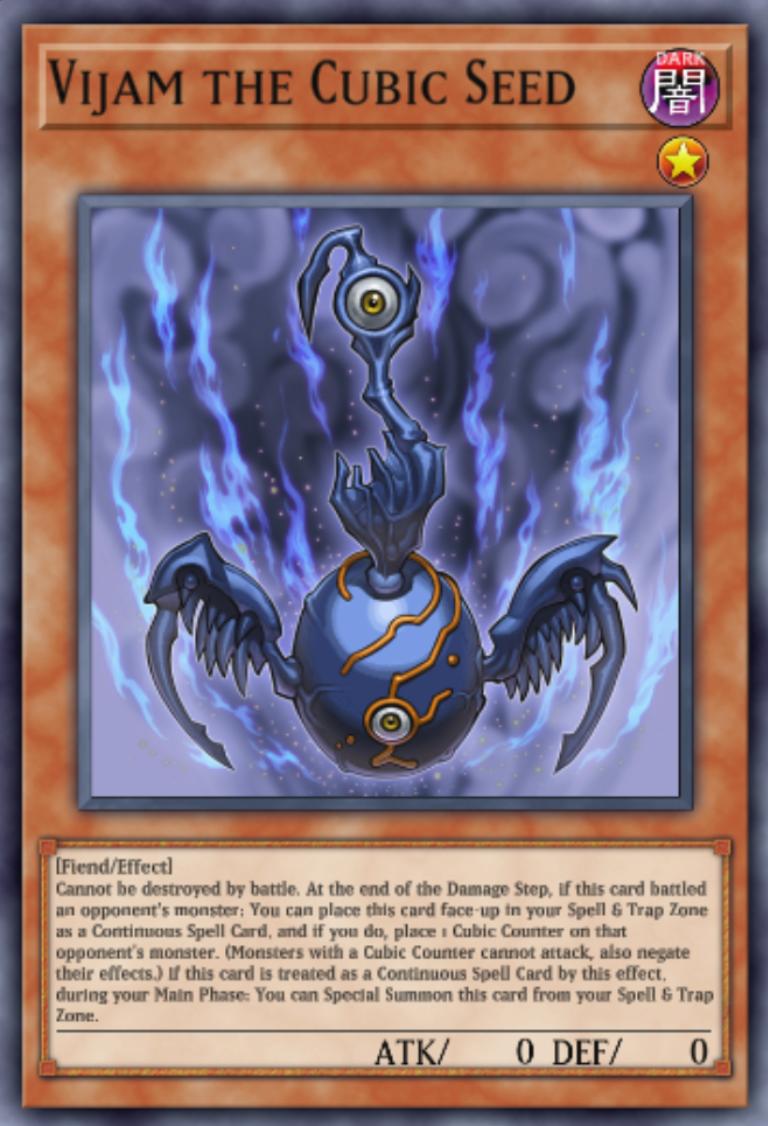 Vijam the Cubic Seed
DARK
闇
[Fiend/Effect]
Cannot be destroyed by battle. At the end of the Damage Step, if this card battled
an opponent's monster: You can place this card face-up in your Spell & Trap Zone
as a Continuous Spell Card, and if you do, place 1 Cubic Counter on that
opponent's monster. (Monsters with a Cubic Counter cannot attack, also negate
their effects.) If this card is treated as a Continuous Spell Card by this effect,
during your Main Phase: You can Special Summon this card from your Spell & Trap
Zone.
ATK/ 0 DEF/ 0